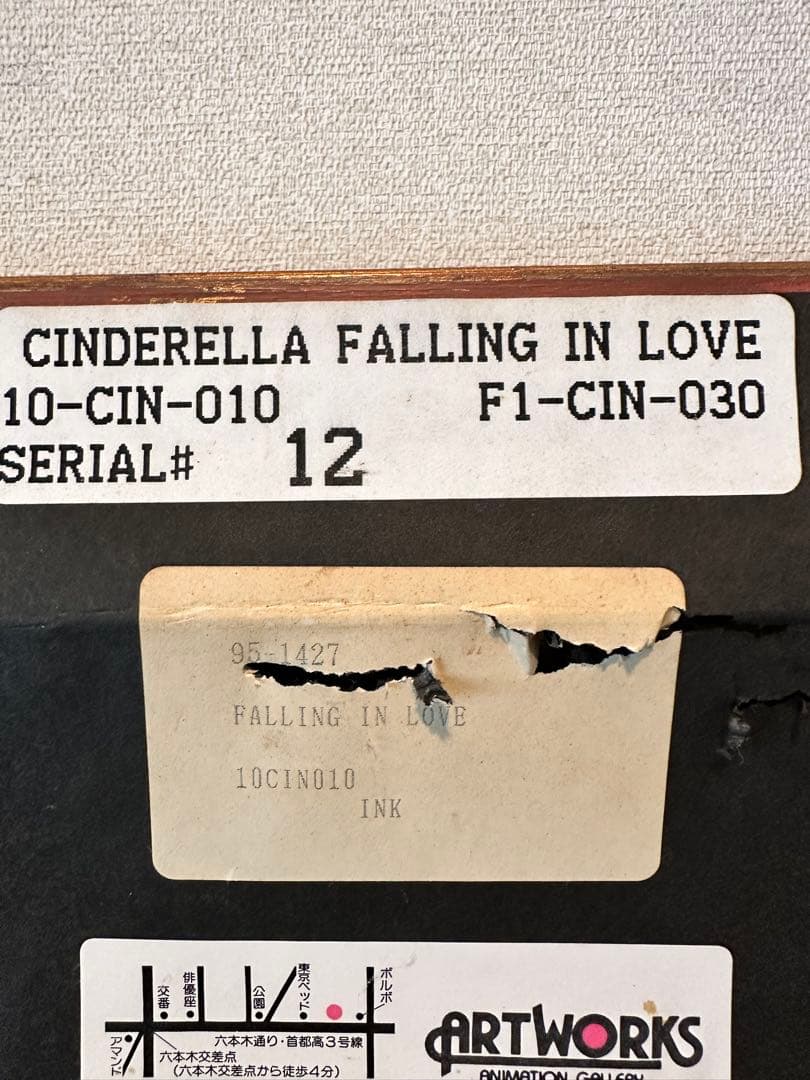 CINDERELLA FALLING IN LOVE
10-CIN-010 F1-CIN-030
SERIAL# 12
95-1427
FALLING IN LOVE
10CIN010
INK
交番
俳優座
公園
東京ベッド
ボルボ
アマンド
六本木通り・首都高3号線
六本木交差点
(六本木交差点から徒歩4分)
ARTWORKS
ANIMATION GALLERY